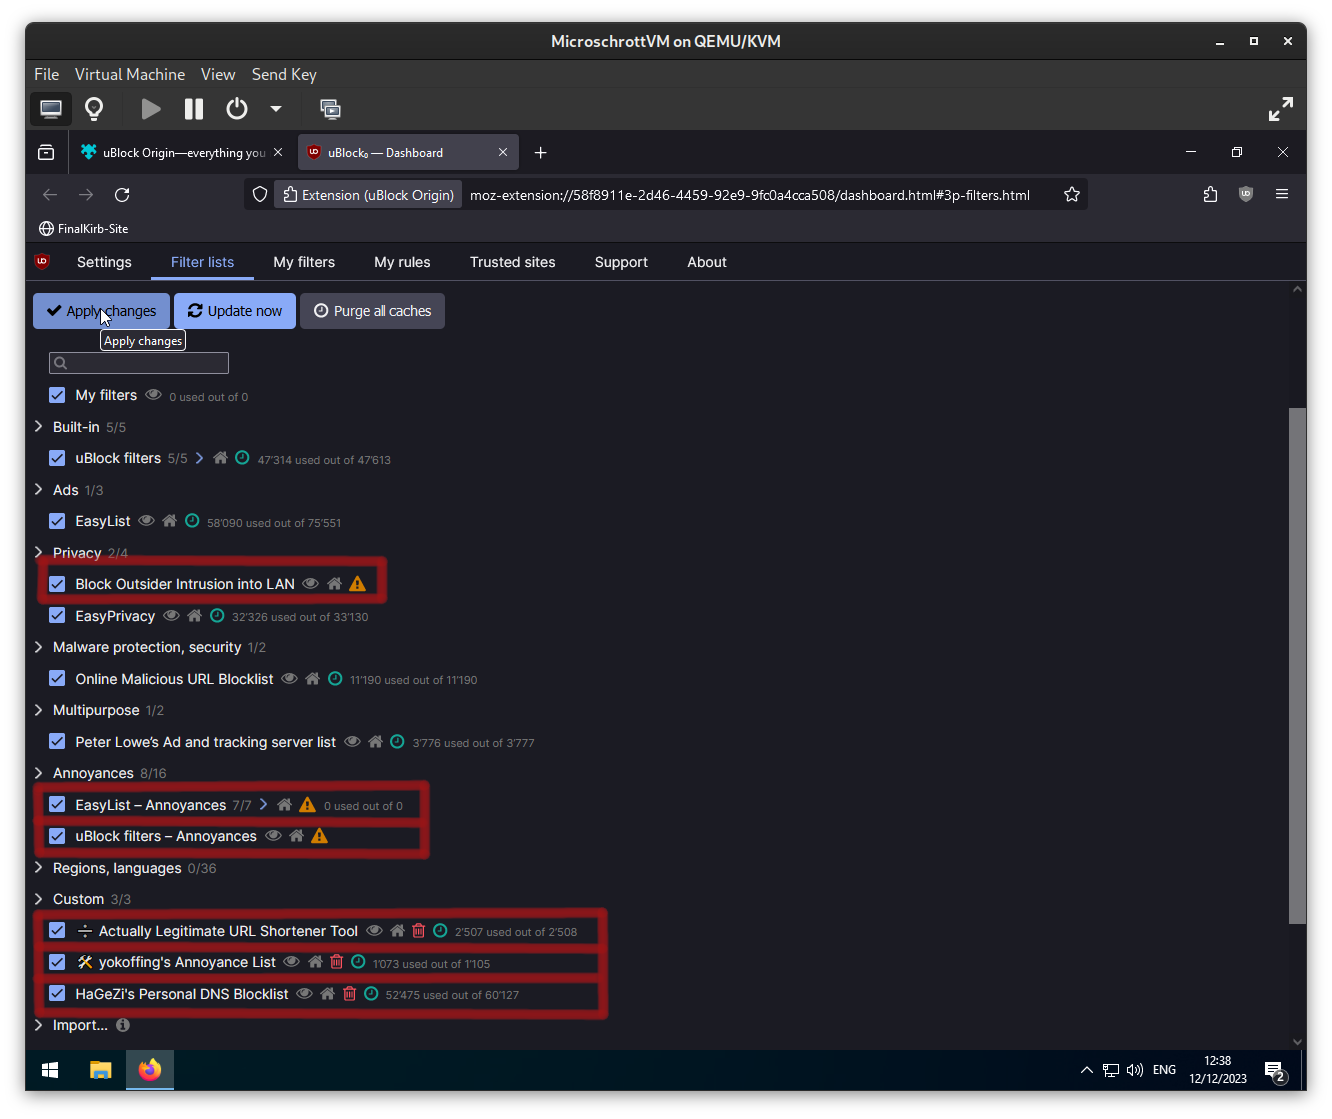 MicroschrottVM on QEMU/KVM
File Virtual Machine View Send Key
uBlock Origin—everything you
uBlock₀ — Dashboard
Extension (uBlock Origin) moz-extension://58f8911e-2d46-4459-92e9-9fc0a4cca508/dashboard.html#3p-filters.html
FinalKirb-Site
Settings Filter lists My filters My rules Trusted sites Support About
Apply changes Update now Purge all caches
Apply changes
My filters 0 used out of 0
Built-in 5/5
uBlock filters 5/5 47'314 used out of 47'613
Ads 1/3
EasyList 58'090 used out of 75'551
Privacy 2/4
Block Outsider Intrusion into LAN
EasyPrivacy 32'326 used out of 33'130
Malware protection, security 1/2
Online Malicious URL Blocklist 11'190 used out of 11'190
Multipurpose 1/2
Peter Lowe's Ad and tracking server list 3'776 used out of 3'777
Annoyances 8/16
EasyList – Annoyances 7/7 0 used out of 0
uBlock filters – Annoyances
Regions, languages 0/36
Custom 3/3
➗ Actually Legitimate URL Shortener Tool 2'507 used out of 2'508
🛠 yokoffing's Annoyance List 1'073 used out of 1'105
HaGeZi's Personal DNS Blocklist 52'475 used out of 60'127
Import...
ENG
12:38
12/12/2023
2